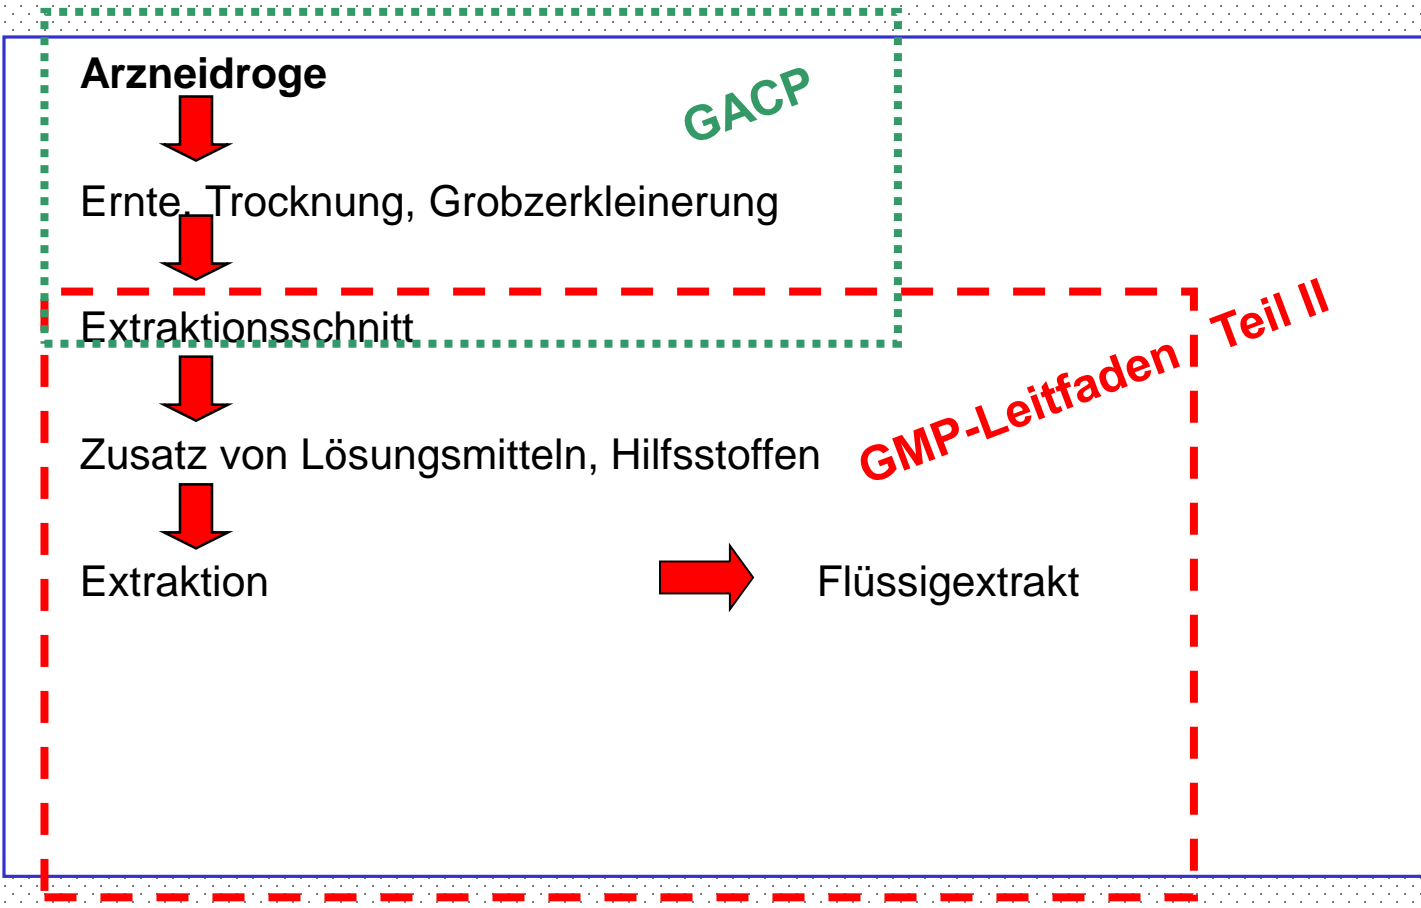 Arzneidroge
GACP
Ernte, Trocknung, Grobzerkleinerung
Extraktionsschnitt
GMP-Leitfaden Teil II
Zusatz von Lösungsmitteln, Hilfsstoffen
Extraktion
Flüssigextrakt